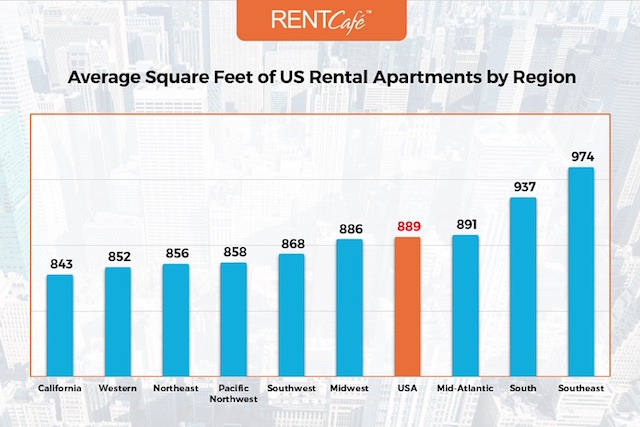 RENTCafé™
Average Square Feet of US Rental Apartments by Region
843
852
856
858
868
886
889
891
937
974
California
Western
Northeast
Pacific
Northwest
Southwest
Midwest
USA
Mid-Atlantic
South
Southeast